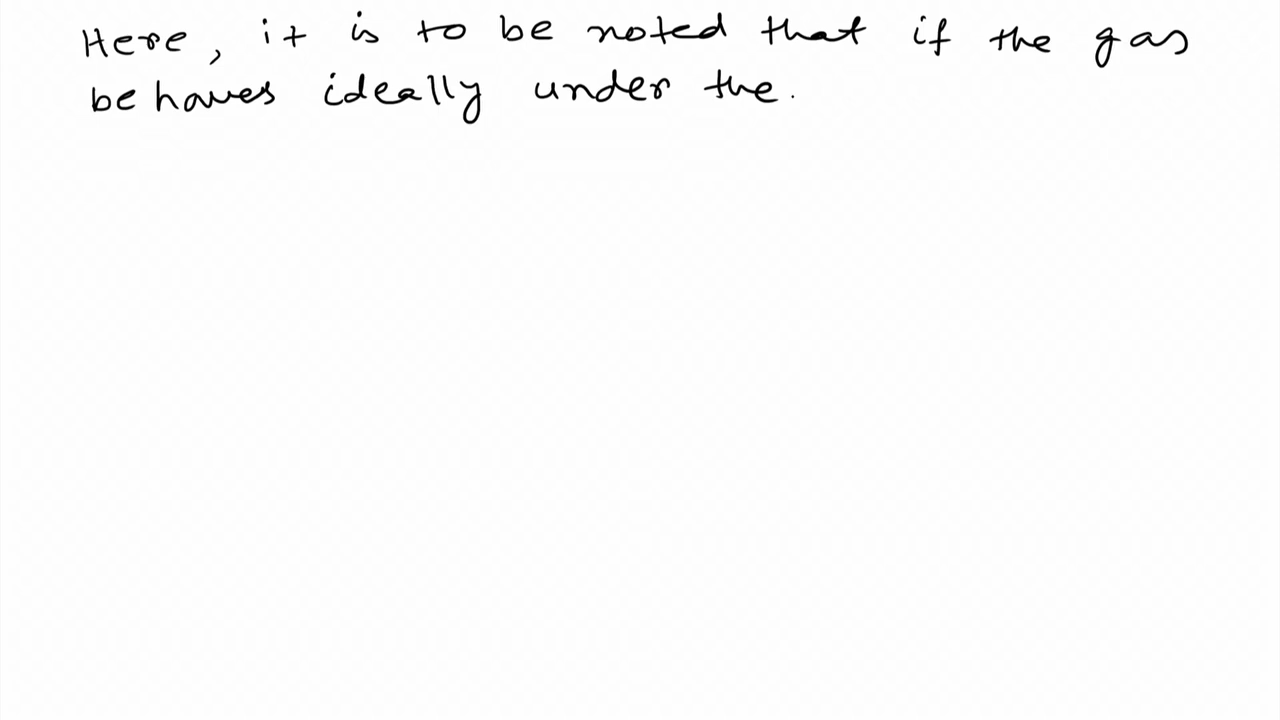 Here, it is to be noted that if the gas
behaves ideally under the.